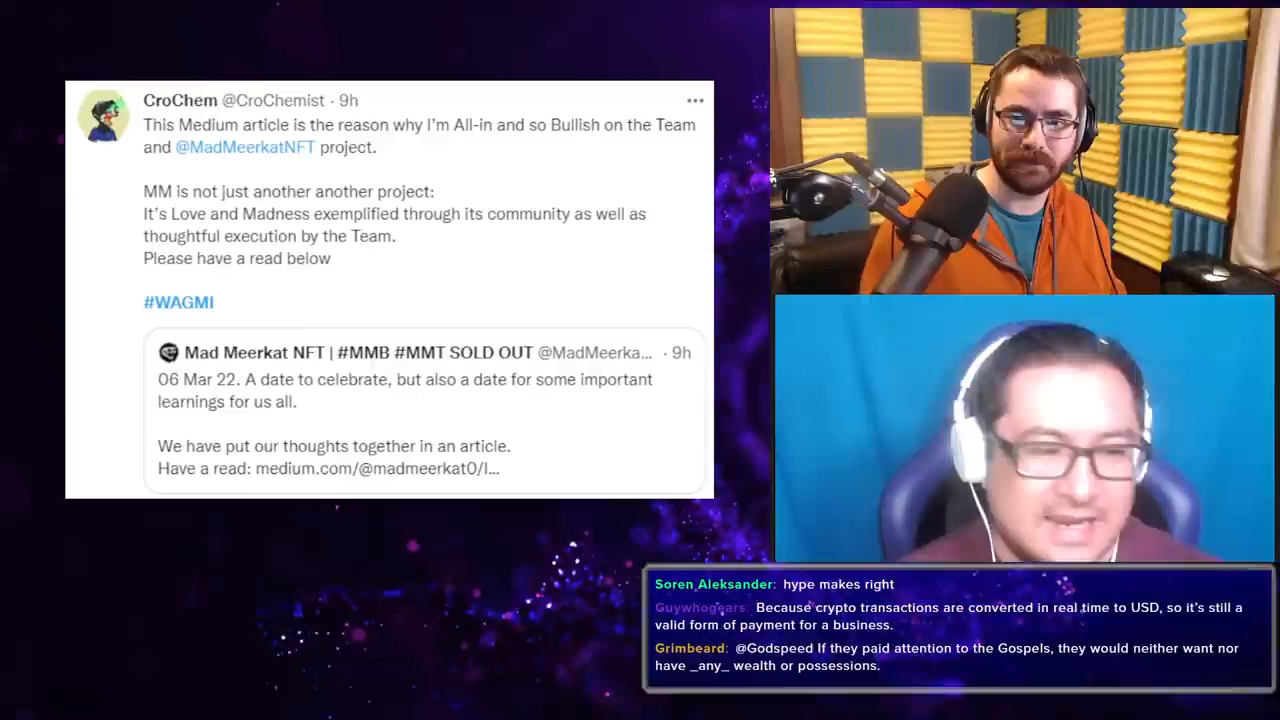 CroChem @CroChemist · 9h
This Medium article is the reason why I'm All-in and so Bullish on the Team
and @MadMeerkatNFT project.
MM is not just another another project:
It's Love and Madness exemplified through its community as well as
thoughtful execution by the Team.
Please have a read below
#WAGMI
Mad Meerkat NFT | #MMB #MMT SOLD OUT @MadMeerka... · 9h
06 Mar 22. A date to celebrate, but also a date for some important
learnings for us all.
We have put our thoughts together in an article.
Have a read: medium.com/@madmeerkat0/l...
Soren_Aleksander: hype makes right
Guywhogears: Because crypto transactions are converted in real time to USD, so it's still a
valid form of payment for a business.
Grimbeard: @Godspeed If they paid attention to the Gospels, they would neither want nor
have _any_ wealth or possessions.